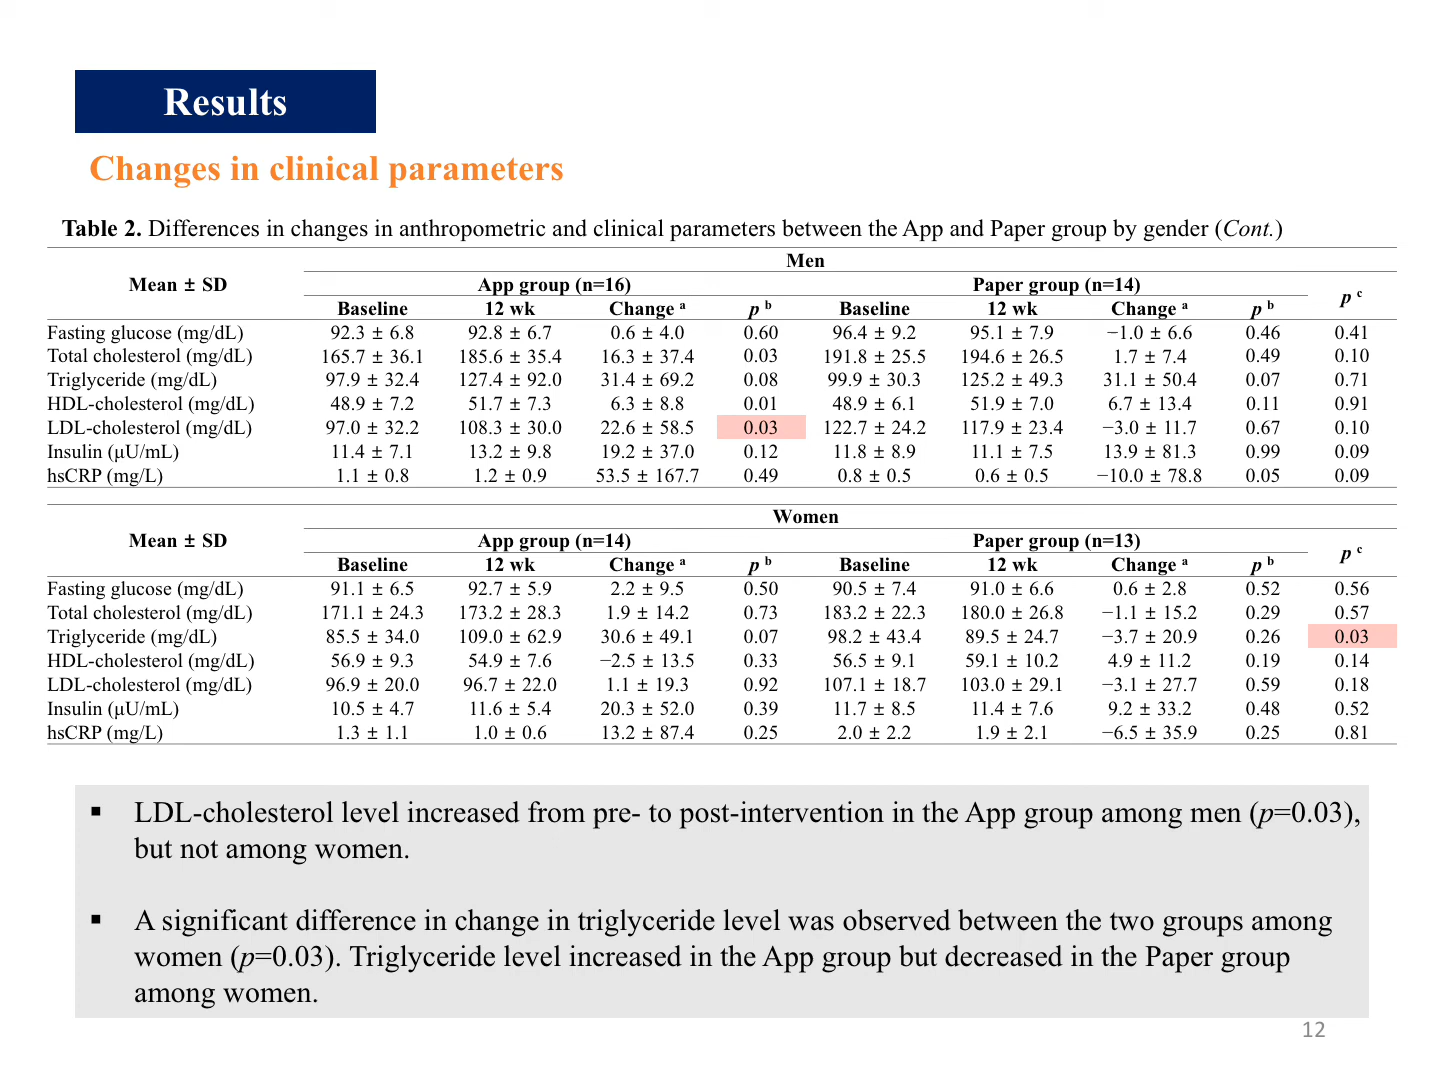 Results
Changes in clinical parameters
Table 2. Differences in changes in anthropometric and clinical parameters between the App and Paper group by gender (Cont.)
Men
Mean ± SD App group (n=16) Paper group (n=14) p c
Baseline 12 wk Change a p b Baseline 12 wk Change a p b
Fasting glucose (mg/dL) 92.3 ± 6.8 92.8 ± 6.7 0.6 ± 4.0 0.60 96.4 ± 9.2 95.1 ± 7.9 −1.0 ± 6.6 0.46 0.41
Total cholesterol (mg/dL) 165.7 ± 36.1 185.6 ± 35.4 16.3 ± 37.4 0.03 191.8 ± 25.5 194.6 ± 26.5 1.7 ± 7.4 0.49 0.10
Triglyceride (mg/dL) 97.9 ± 32.4 127.4 ± 92.0 31.4 ± 69.2 0.08 99.9 ± 30.3 125.2 ± 49.3 31.1 ± 50.4 0.07 0.71
HDL-cholesterol (mg/dL) 48.9 ± 7.2 51.7 ± 7.3 6.3 ± 8.8 0.01 48.9 ± 6.1 51.9 ± 7.0 6.7 ± 13.4 0.11 0.91
LDL-cholesterol (mg/dL) 97.0 ± 32.2 108.3 ± 30.0 22.6 ± 58.5 0.03 122.7 ± 24.2 117.9 ± 23.4 −3.0 ± 11.7 0.67 0.10
Insulin (μU/mL) 11.4 ± 7.1 13.2 ± 9.8 19.2 ± 37.0 0.12 11.8 ± 8.9 11.1 ± 7.5 13.9 ± 81.3 0.99 0.09
hsCRP (mg/L) 1.1 ± 0.8 1.2 ± 0.9 53.5 ± 167.7 0.49 0.8 ± 0.5 0.6 ± 0.5 −10.0 ± 78.8 0.05 0.09
Women
Mean ± SD App group (n=14) Paper group (n=13) p c
Baseline 12 wk Change a p b Baseline 12 wk Change a p b
Fasting glucose (mg/dL) 91.1 ± 6.5 92.7 ± 5.9 2.2 ± 9.5 0.50 90.5 ± 7.4 91.0 ± 6.6 0.6 ± 2.8 0.52 0.56
Total cholesterol (mg/dL) 171.1 ± 24.3 173.2 ± 28.3 1.9 ± 14.2 0.73 183.2 ± 22.3 180.0 ± 26.8 −1.1 ± 15.2 0.29 0.57
Triglyceride (mg/dL) 85.5 ± 34.0 109.0 ± 62.9 30.6 ± 49.1 0.07 98.2 ± 43.4 89.5 ± 24.7 −3.7 ± 20.9 0.26 0.03
HDL-cholesterol (mg/dL) 56.9 ± 9.3 54.9 ± 7.6 −2.5 ± 13.5 0.33 56.5 ± 9.1 59.1 ± 10.2 4.9 ± 11.2 0.19 0.14
LDL-cholesterol (mg/dL) 96.9 ± 20.0 96.7 ± 22.0 1.1 ± 19.3 0.92 107.1 ± 18.7 103.0 ± 29.1 −3.1 ± 27.7 0.59 0.18
Insulin (μU/mL) 10.5 ± 4.7 11.6 ± 5.4 20.3 ± 52.0 0.39 11.7 ± 8.5 11.4 ± 7.6 9.2 ± 33.2 0.48 0.52
hsCRP (mg/L) 1.3 ± 1.1 1.0 ± 0.6 13.2 ± 87.4 0.25 2.0 ± 2.2 1.9 ± 2.1 −6.5 ± 35.9 0.25 0.81
▪ LDL-cholesterol level increased from pre- to post-intervention in the App group among men (p=0.03),
but not among women.
▪ A significant difference in change in triglyceride level was observed between the two groups among
women (p=0.03). Triglyceride level increased in the App group but decreased in the Paper group
among women.
12